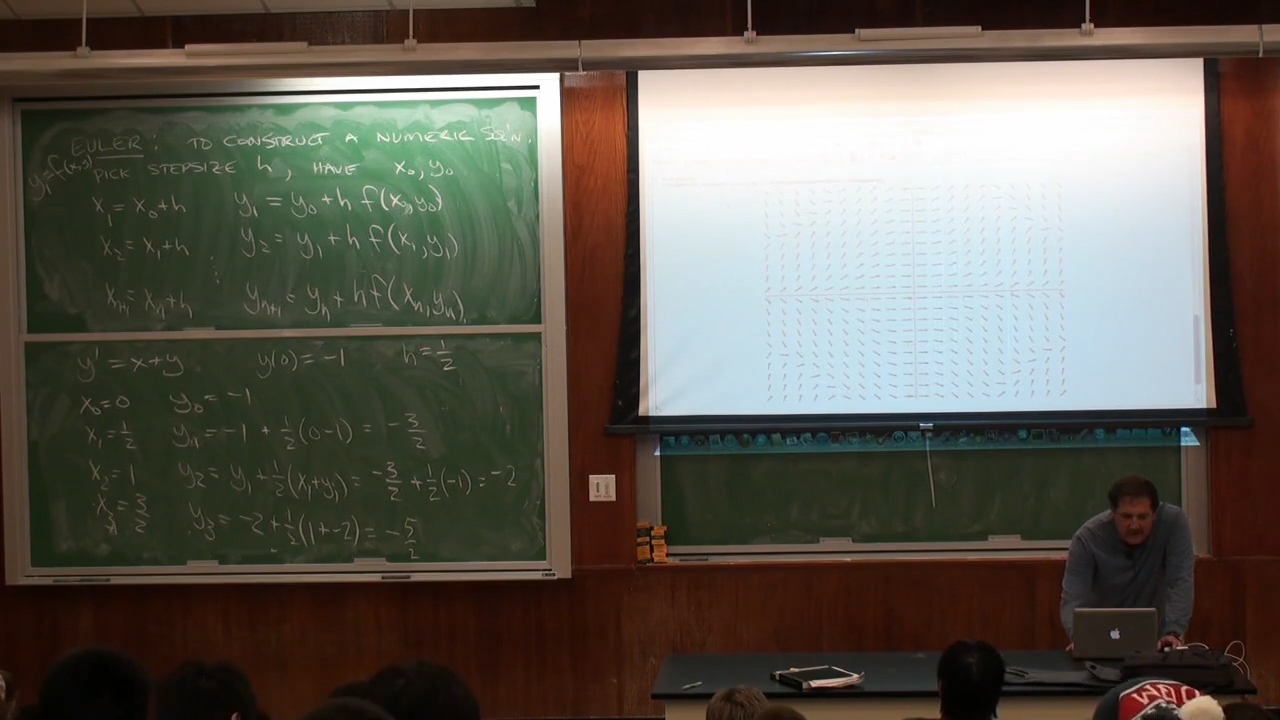 EULER: TO CONSTRUCT A NUMERIC SOL'N.
y'=f(x,y) PICK STEPSIZE h, HAVE x₀, y₀
x₁ = x₀+h y₁ = y₀ + h f(x₀,y₀)
x₂ = x₁+h y₂ = y₁ + h f(x₁,y₁)
⋮
xₙ₊₁ = xₙ+h yₙ₊₁ = yₙ + h f(xₙ,yₙ)
y' = x+y y(0) = -1 h = 1/2
x₀ = 0 y₀ = -1
x₁ = 1/2 y₁ = -1 + 1/2(0-1) = -3/2
x₂ = 1 y₂ = y₁ + 1/2(x₁+y₁) = -3/2 + 1/2(-1) = -2
x₃ = 3/2 y₃ = -2 + 1/2(1+-2) = -5/2